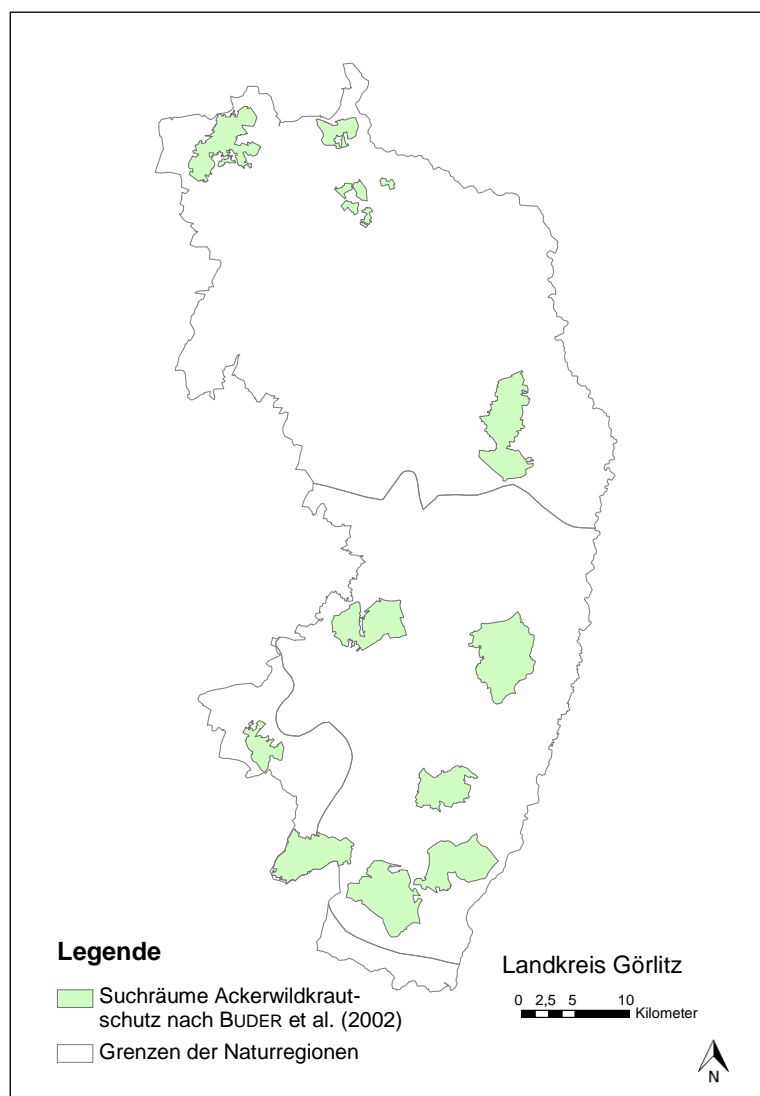 Legende
Suchräume Ackerwildkraut-
schutz nach BUDER et al. (2002)
Grenzen der Naturregionen
Landkreis Görlitz
0 2,5 5 10
Kilometer
N